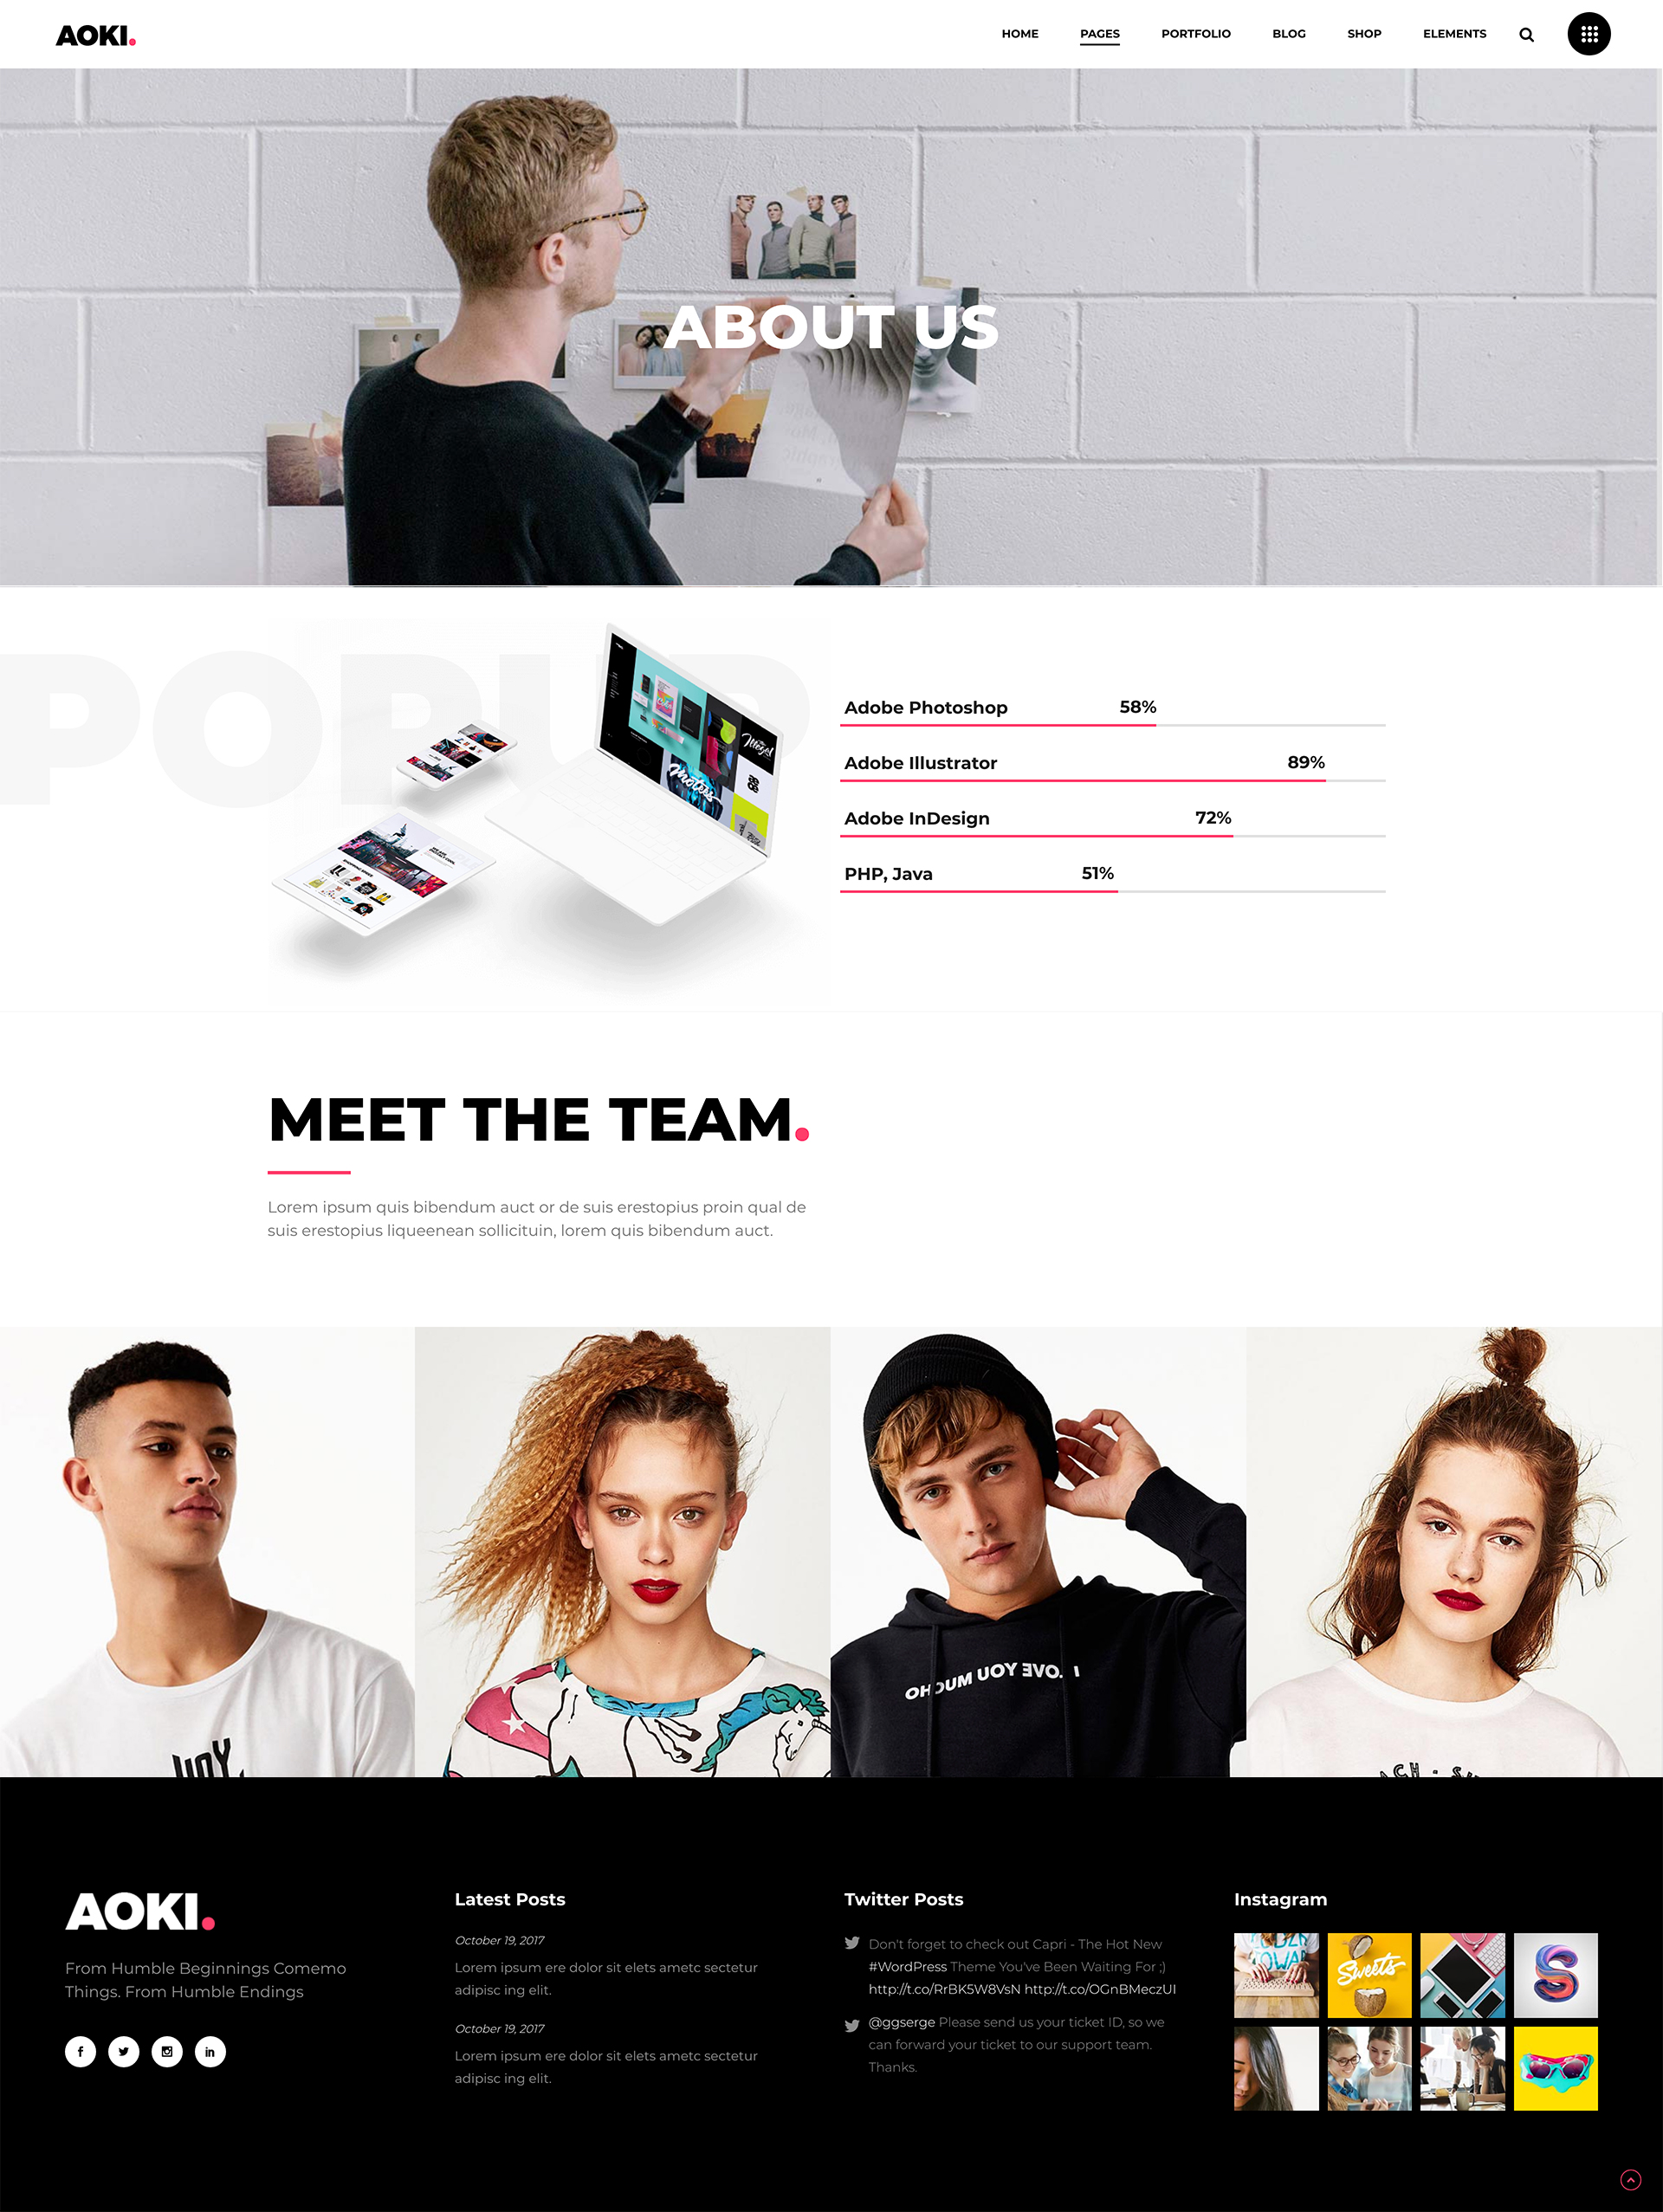 AOKI.
HOME PAGES PORTFOLIO BLOG SHOP ELEMENTS
ABOUT US
POPUP
Adobe Photoshop 58%
Adobe Illustrator 89%
Adobe InDesign 72%
PHP, Java 51%
MEET THE TEAM.
Lorem ipsum quis bibendum auct or de suis erestopius proin qual de
suis erestopius liqueenean sollicituin, lorem quis bibendum auct.
OH
MUCH YOU LOVE I
AOKI.
From Humble Beginnings Comemo
Things. From Humble Endings
Latest Posts
October 19, 2017
Lorem ipsum ere dolor sit elets ametc sectetur
adipisc ing elit.
October 19, 2017
Lorem ipsum ere dolor sit elets ametc sectetur
adipisc ing elit.
Twitter Posts
Don't forget to check out Capri - The Hot New
#WordPress Theme You've Been Waiting For ;)
http://t.co/RrBK5W8VsN http://t.co/OGnBMeczUI
@ggserge Please send us your ticket ID, so we
can forward your ticket to our support team.
Thanks.
Instagram
Sweets
S